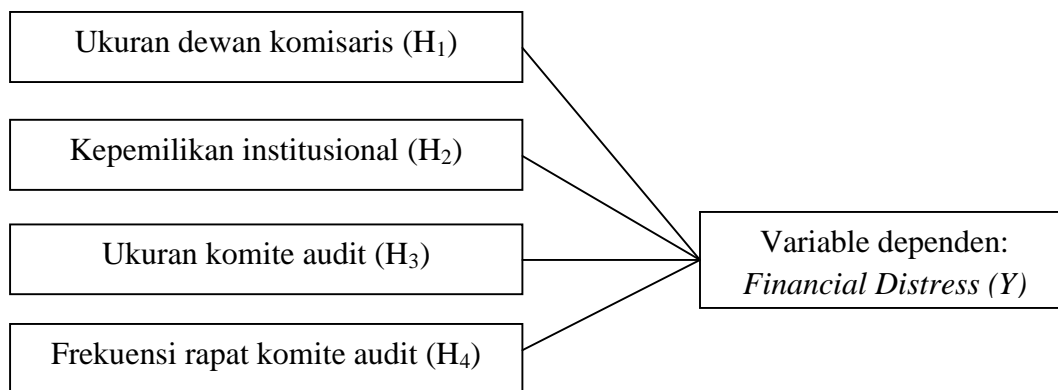 Ukuran dewan komisaris (H₁)
Kepemilikan institusional (H₂)
Ukuran komite audit (H₃)
Frekuensi rapat komite audit (H₄)
Variable dependen:
Financial Distress (Y)